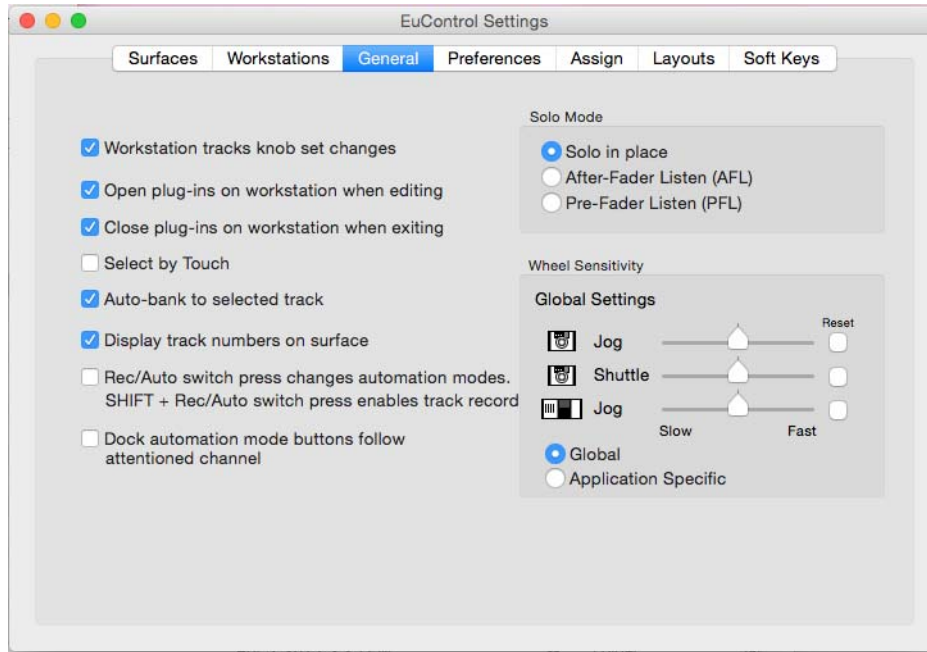 EuControl Settings
Surfaces Workstations General Preferences Assign Layouts Soft Keys
Workstation tracks knob set changes
Open plug-ins on workstation when editing
Close plug-ins on workstation when exiting
Select by Touch
Auto-bank to selected track
Display track numbers on surface
Rec/Auto switch press changes automation modes.
SHIFT + Rec/Auto switch press enables track record
Dock automation mode buttons follow
attentioned channel
Solo Mode
Solo in place
After-Fader Listen (AFL)
Pre-Fader Listen (PFL)
Wheel Sensitivity
Global Settings
Reset
Jog
Shuttle
Jog
Slow Fast
Global
Application Specific